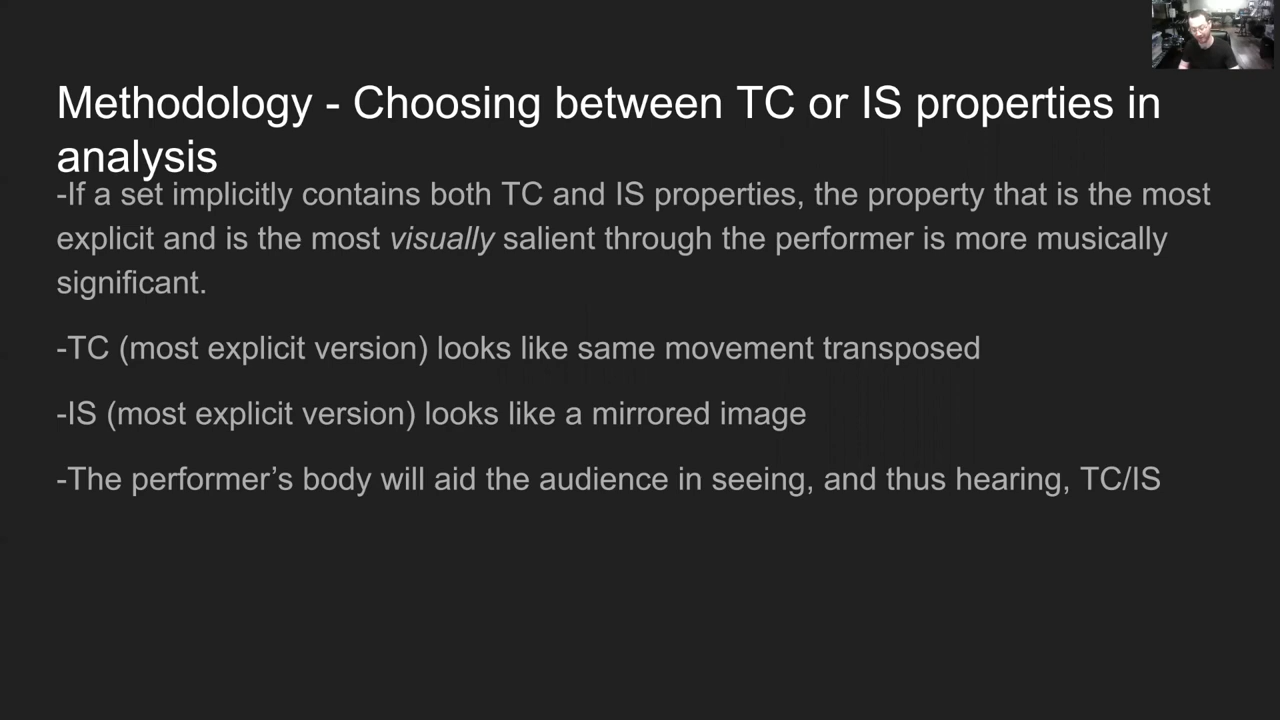 Methodology - Choosing between TC or IS properties in
analysis
-If a set implicitly contains both TC and IS properties, the property that is the most
explicit and is the most visually salient through the performer is more musically
significant.
-TC (most explicit version) looks like same movement transposed
-IS (most explicit version) looks like a mirrored image
-The performer’s body will aid the audience in seeing, and thus hearing, TC/IS